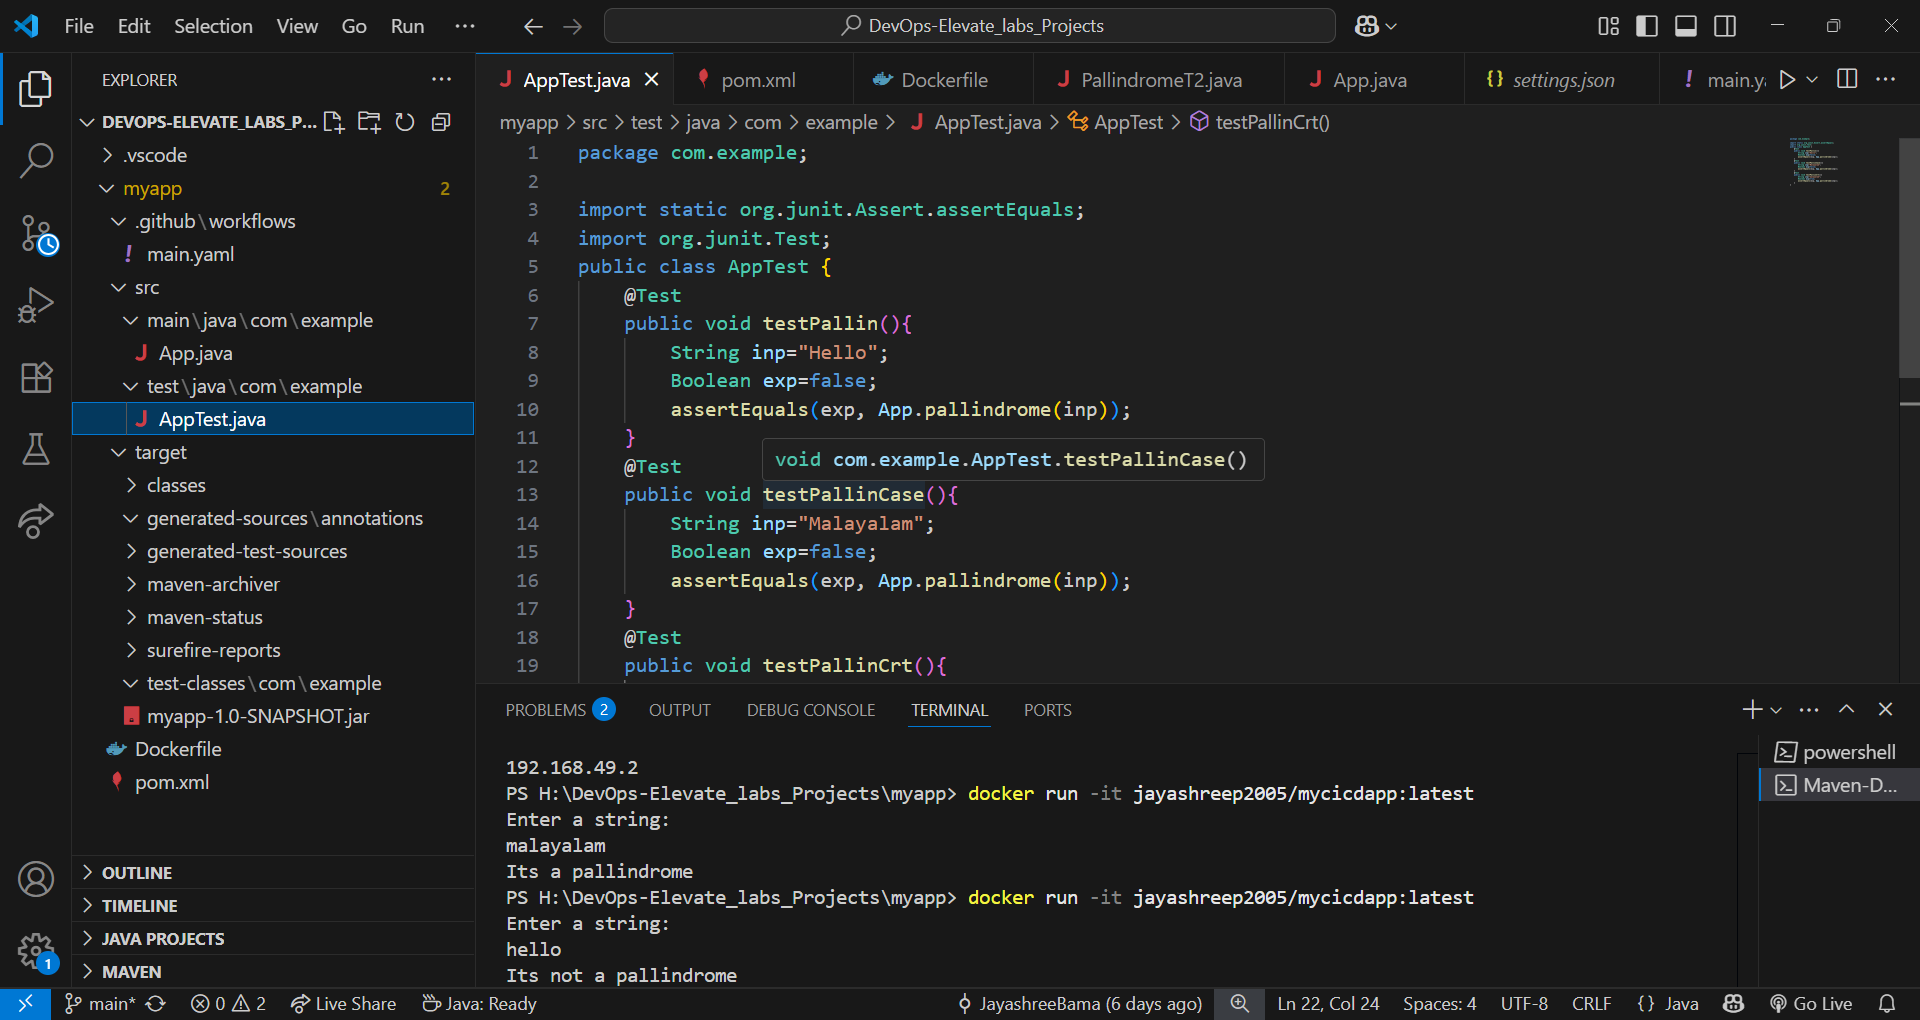 File Edit Selection View Go Run ··· DevOps-Elevate_labs_Projects
EXPLORER ···
DEVOPS-ELEVATE_LABS_P...
.vscode
myapp 2
.github\workflows
! main.yaml
src
main\java\com\example
J App.java
test\java\com\example
J AppTest.java
target
classes
generated-sources\annotations
generated-test-sources
maven-archiver
maven-status
surefire-reports
test-classes\com\example
myapp-1.0-SNAPSHOT.jar
Dockerfile
pom.xml
OUTLINE
TIMELINE
JAVA PROJECTS
MAVEN
1
J AppTest.java pom.xml Dockerfile J PallindromeT2.java J App.java {} settings.json ! main.y
myapp > src > test > java > com > example > J AppTest.java > AppTest > testPallinCrt()
1 package com.example;
2
3 import static org.junit.Assert.assertEquals;
4 import org.junit.Test;
5 public class AppTest {
6 @Test
7 public void testPallin(){
8 String inp="Hello";
9 Boolean exp=false;
10 assertEquals(exp, App.pallindrome(inp));
11 }
void com.example.AppTest.testPallinCase()
12 @Test
13 public void testPallinCase(){
14 String inp="Malayalam";
15 Boolean exp=false;
16 assertEquals(exp, App.pallindrome(inp));
17 }
18 @Test
19 public void testPallinCrt(){
PROBLEMS 2 OUTPUT DEBUG CONSOLE TERMINAL PORTS
192.168.49.2
PS H:\DevOps-Elevate_labs_Projects\myapp> docker run -it jayashreep2005/mycicdapp:latest
Enter a string:
malayalam
Its a pallindrome
PS H:\DevOps-Elevate_labs_Projects\myapp> docker run -it jayashreep2005/mycicdapp:latest
Enter a string:
hello
Its not a pallindrome
powershell
Maven-D...
main* 0 2 Live Share Java: Ready JayashreeBama (6 days ago) Ln 22, Col 24 Spaces: 4 UTF-8 CRLF {} Java Go Live